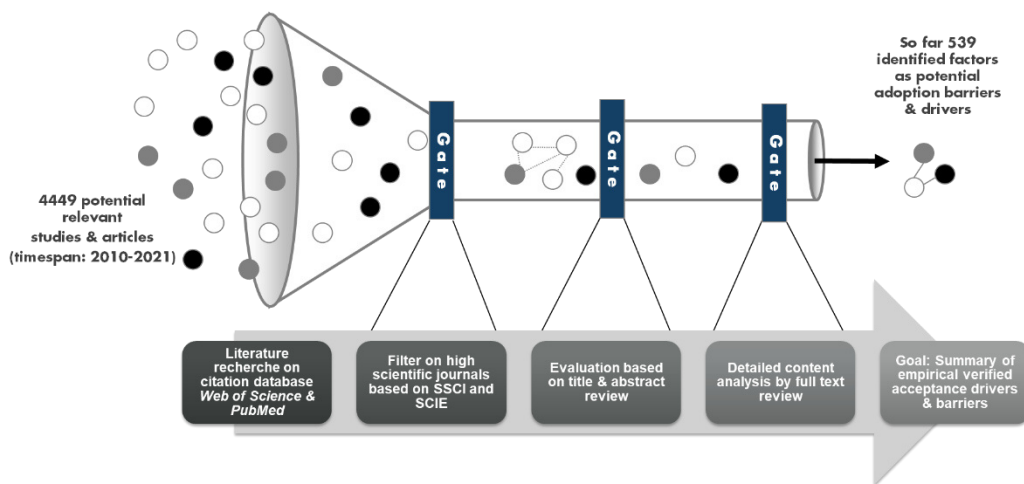 So far 539
identified factors
as potential
adoption barriers
& drivers
Gate
Gate
Gate
4449 potential
relevant
studies & articles
(timespan: 2010-2021)
Literature
recherche on
citation database
Web of Science &
PubMed
Filter on high
scientific journals
based on SSCI and
SCIE
Evaluation based
on title & abstract
review
Detailed content
analysis by full text
review
Goal: Summary of
empirical verified
acceptance drivers
& barriers